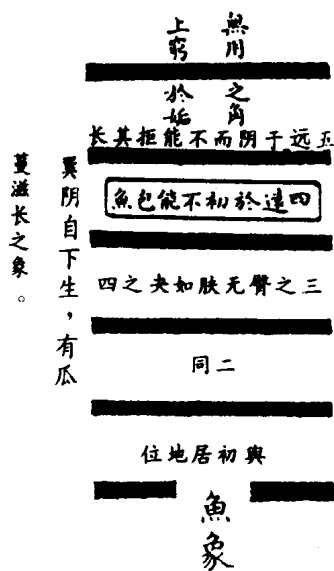 無用之角
上窮於姤
五远于阴而不能拒其长
四遠於初不能包魚
三之臀无肤如夬之四
二同
與初居地位
魚象
巽阴自下生，有瓜
蔓滋长之象。